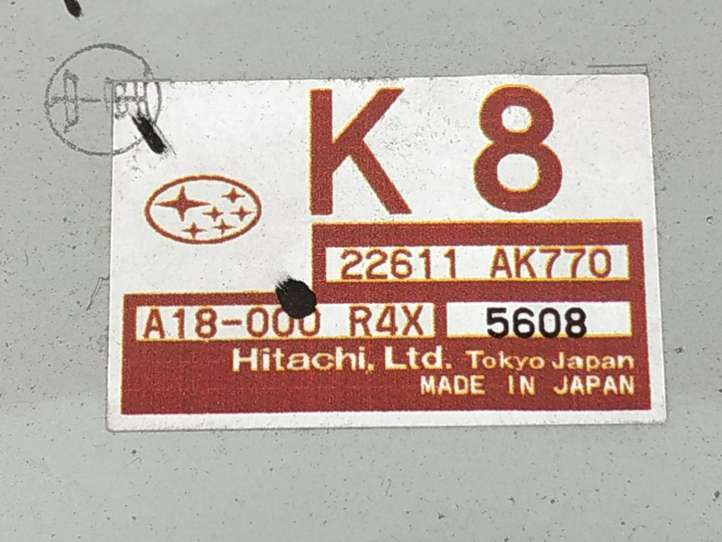 K 8
22611 AK770
A18-000 R4X 5608
Hitachi, Ltd. Tokyo Japan
MADE IN JAPAN